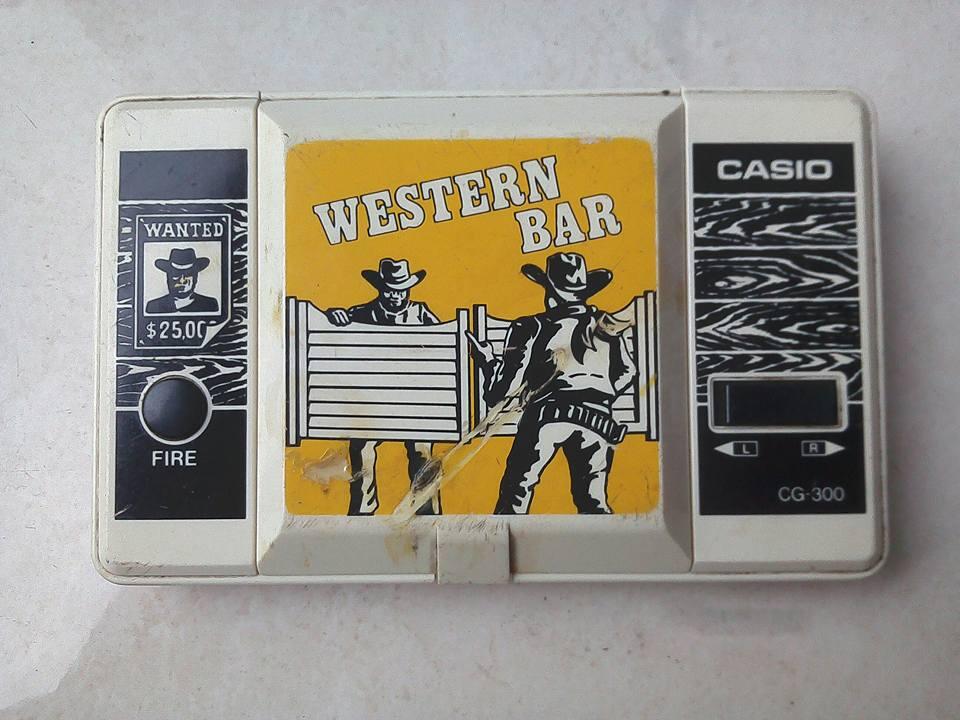 WANTED
$25,00
FIRE
WESTERN
BAR
CASIO
L R
CG-300